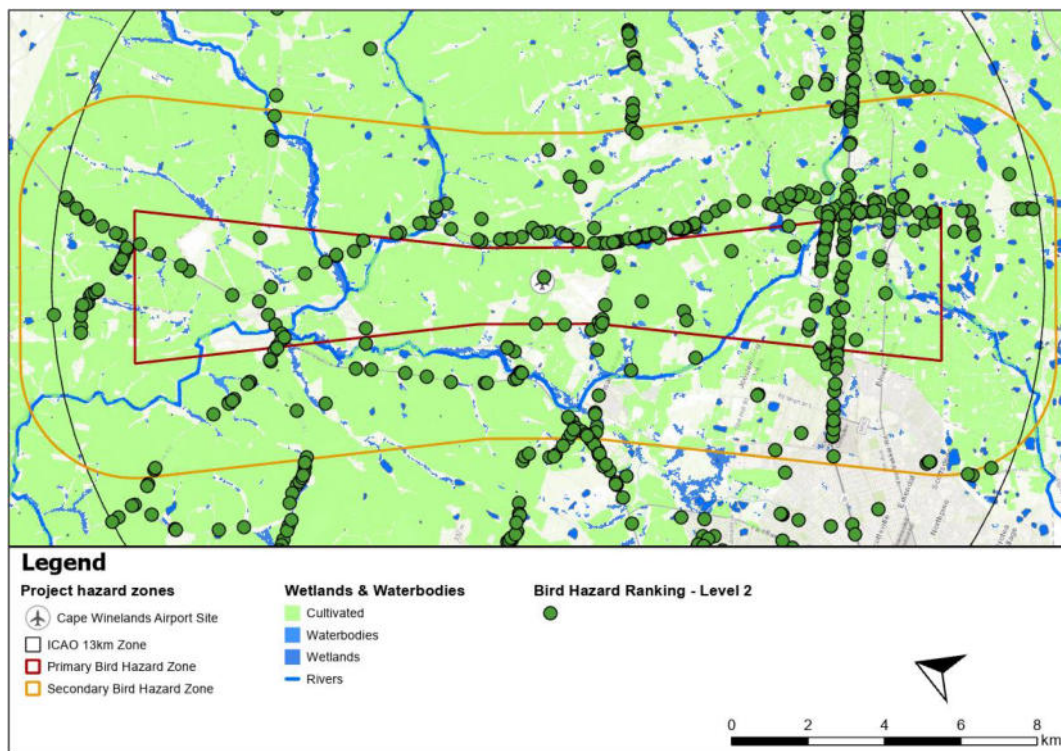 Legend
Project hazard zones
Cape Winelands Airport Site
ICAO 13km Zone
Primary Bird Hazard Zone
Secondary Bird Hazard Zone
Wetlands & Waterbodies
Cultivated
Waterbodies
Wetlands
Rivers
Bird Hazard Ranking - Level 2
0 2 4 6 8
km